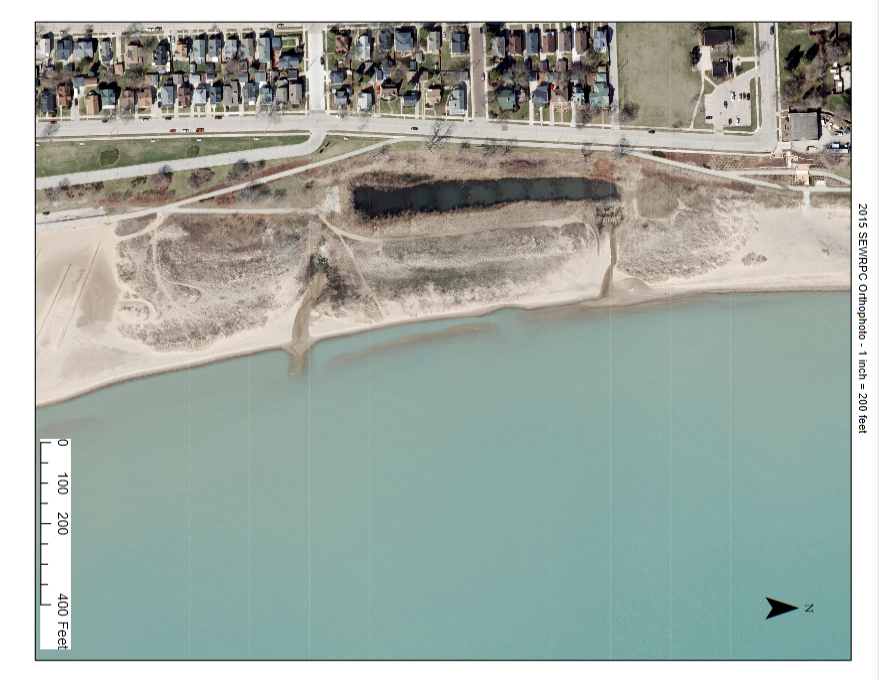 2015 SEWRPC Orthophoto - 1 inch = 200 feet
0 100 200 400 Feet
N